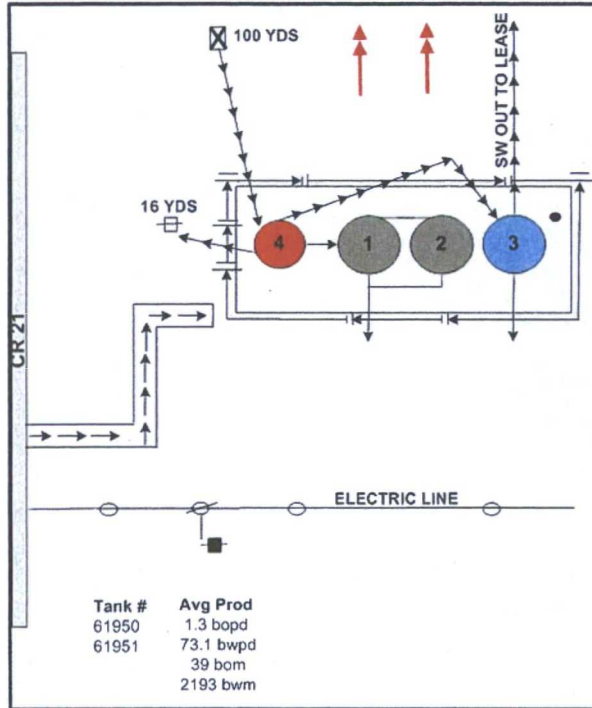 100 YDS
SW OUT TO LEASE
16 YDS
4
1
2
3
CR 21
ELECTRIC LINE
Tank # Avg Prod
61950 1.3 bopd
61951 73.1 bwpd
39 bom
2193 bwm